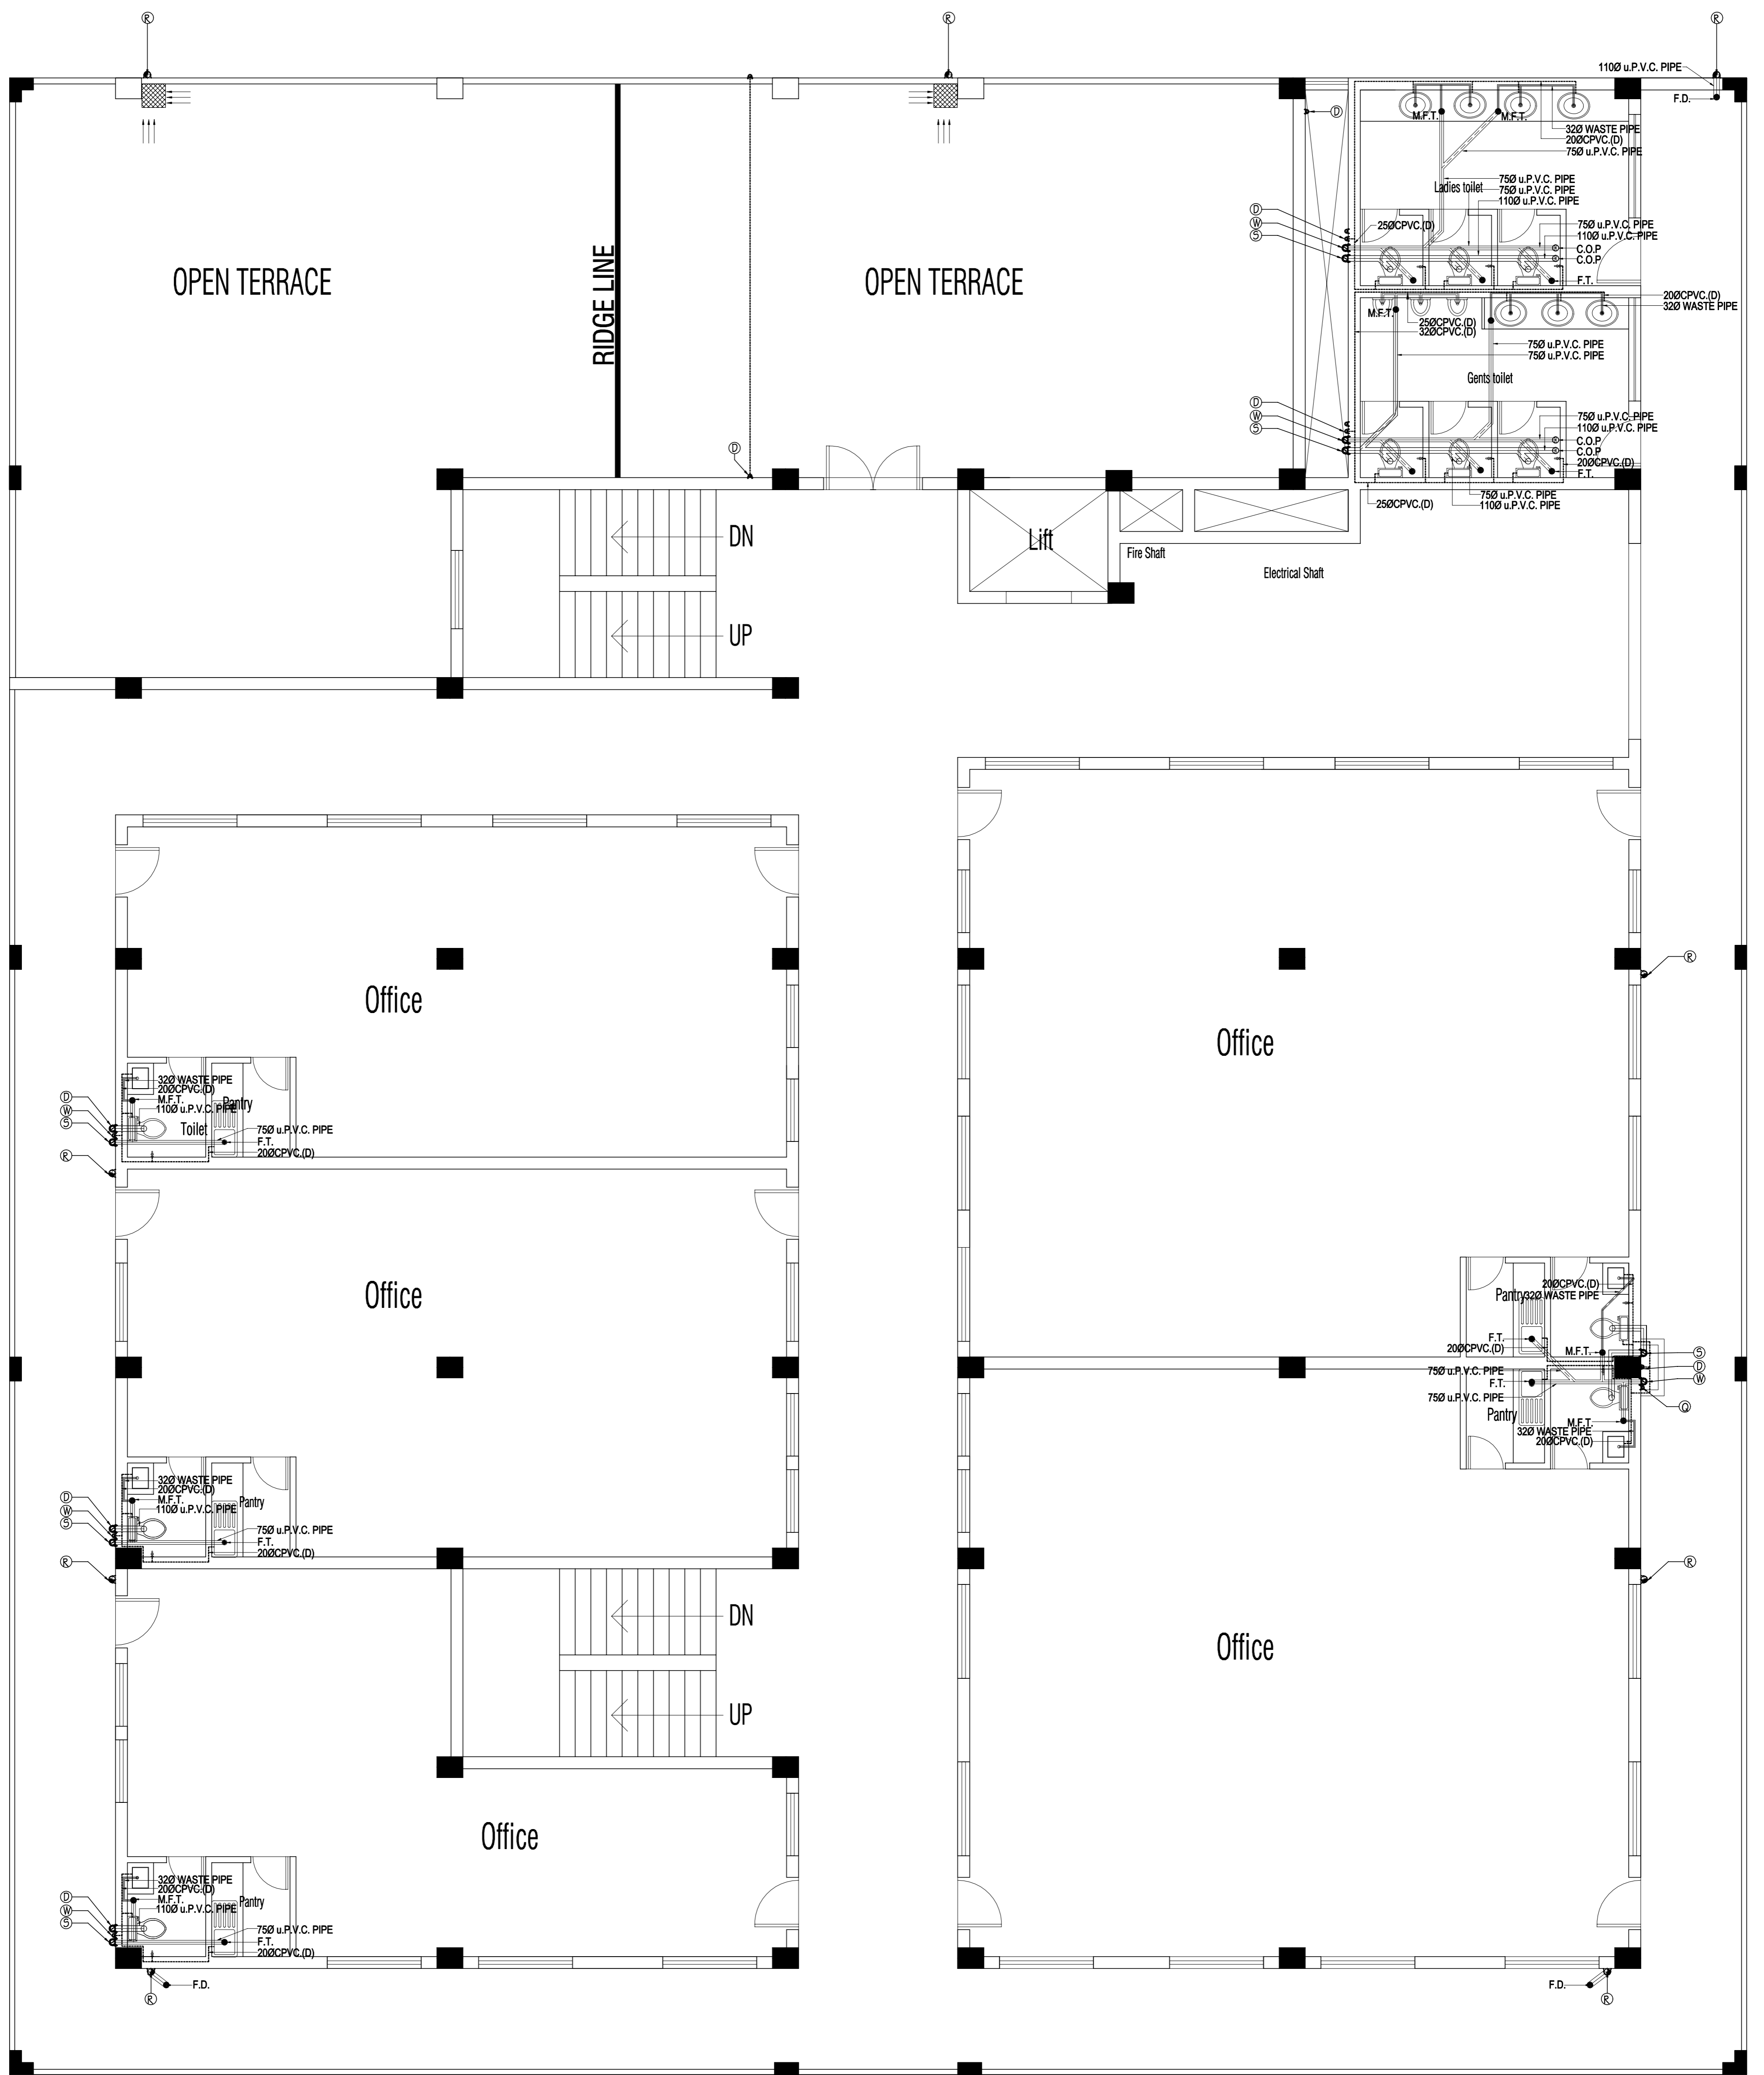 R
R
R
110Ø u.P.V.C. PIPE
F.D.
D
M.F.T.
M.F.T.
32Ø WASTE PIPE
20ØCPVC.(D)
75Ø u.P.V.C. PIPE
75Ø u.P.V.C. PIPE
Ladies toilet
75Ø u.P.V.C. PIPE
110Ø u.P.V.C. PIPE
D
W
S
25ØCPVC.(D)
75Ø u.P.V.C. PIPE
110Ø u.P.V.C. PIPE
C.O.P
C.O.P
F.T.
OPEN TERRACE
RIDGE LINE
OPEN TERRACE
20ØCPVC.(D)
32Ø WASTE PIPE
M.F.T.
25ØCPVC.(D)
32ØCPVC.(D)
75Ø u.P.V.C. PIPE
75Ø u.P.V.C. PIPE
Gents toilet
D
W
S
75Ø u.P.V.C. PIPE
110Ø u.P.V.C. PIPE
C.O.P
C.O.P
20ØCPVC.(D)
F.T.
D
25ØCPVC.(D)
75Ø u.P.V.C. PIPE
110Ø u.P.V.C. PIPE
DN
Lift
Fire Shaft
Electrical Shaft
UP
R
Office
Office
32Ø WASTE PIPE
20ØCPVC.(D)
M.F.T.
110Ø u.P.V.C. PIPE
Pantry
D
W
S
Toilet
75Ø u.P.V.C. PIPE
F.T.
20ØCPVC.(D)
R
Office
20ØCPVC.(D)
Pantry
32Ø WASTE PIPE
F.T.
20ØCPVC.(D)
M.F.T.
S
D
W
Q
75Ø u.P.V.C. PIPE
F.T.
75Ø u.P.V.C. PIPE
Pantry
M.F.T.
32Ø WASTE PIPE
20ØCPVC.(D)
32Ø WASTE PIPE
20ØCPVC.(D)
M.F.T.
110Ø u.P.V.C. PIPE
Pantry
D
W
S
75Ø u.P.V.C. PIPE
F.T.
20ØCPVC.(D)
R
R
DN
Office
UP
Office
32Ø WASTE PIPE
20ØCPVC.(D)
M.F.T.
110Ø u.P.V.C. PIPE
Pantry
D
W
S
75Ø u.P.V.C. PIPE
F.T.
20ØCPVC.(D)
F.D.
R
F.D.
R